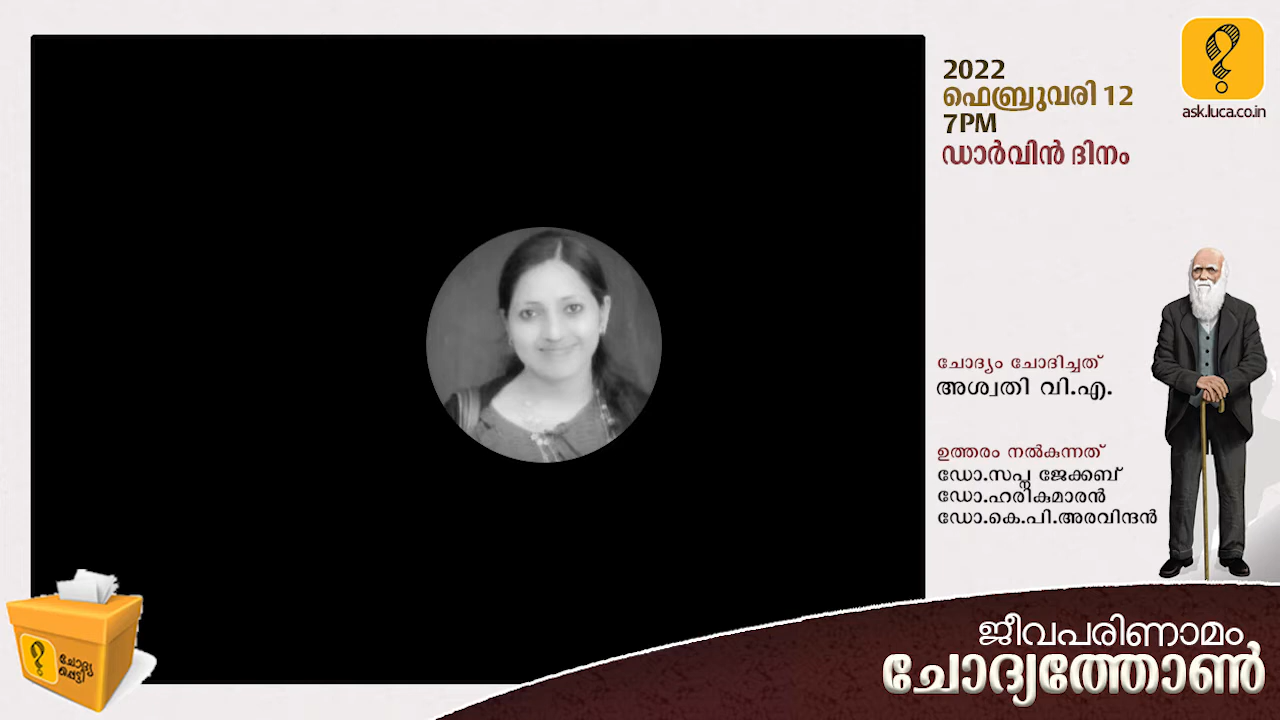 2022
ഫെബ്രുവരി 12
7PM
ഡാർവിൻ ദിനം
ask.luca.co.in
ചോദ്യം ചോദിച്ചത്
അശ്വതി വി.എ.
ഉത്തരം നൽകുന്നത്
ഡോ.സപ്ന ജേക്കബ്
ഡോ.ഹരികുമാരൻ
ഡോ.കെ.പി.അരവിന്ദൻ
ചോദ്യ
പ്പെട്ടി
ജീവപരിണാമം
ചോദ്യത്തോൺ